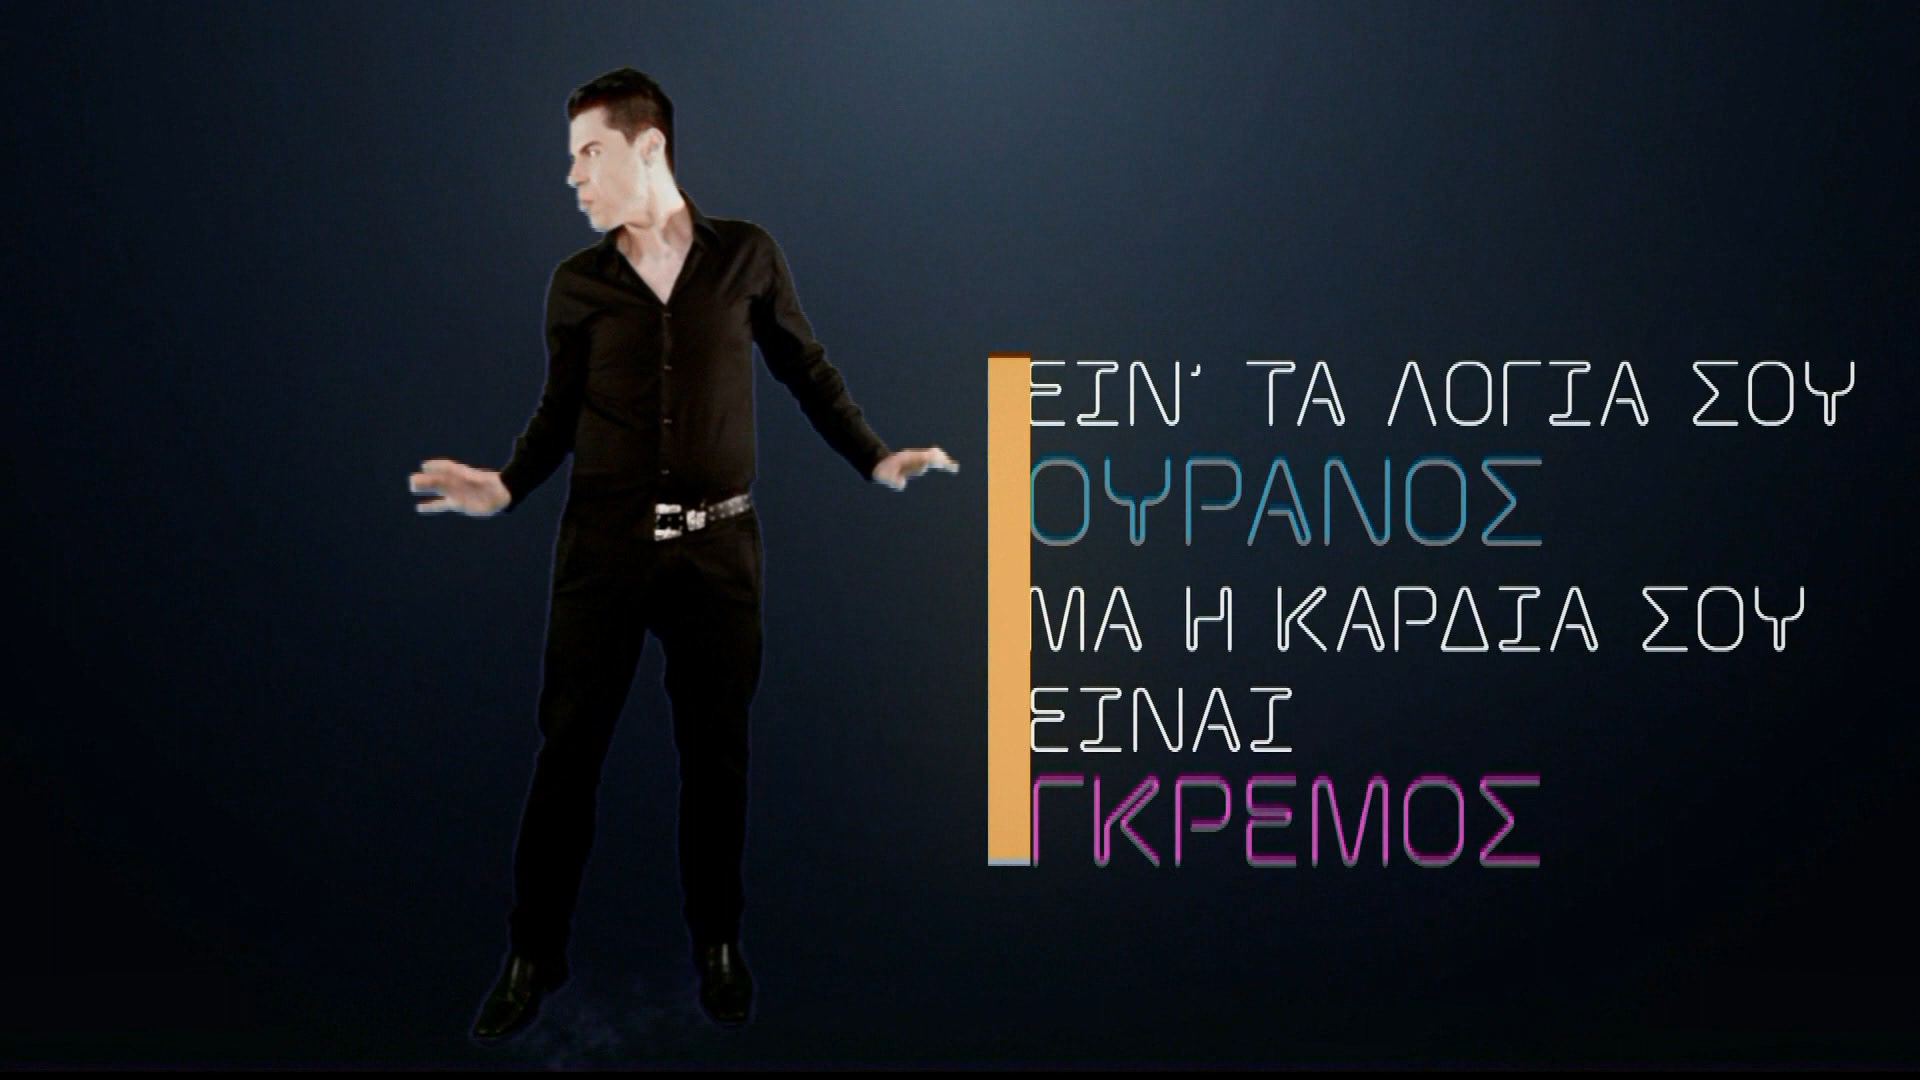 ΕΙΝ' ΤΑ ΛΟΓΙΑ ΣΟΥ
ΟΥΡΑΝΟΣ
ΜΑ Η ΚΑΡΔΙΑ ΣΟΥ
ΕΙΝΑΙ
ΓΚΡΕΜΟΣ